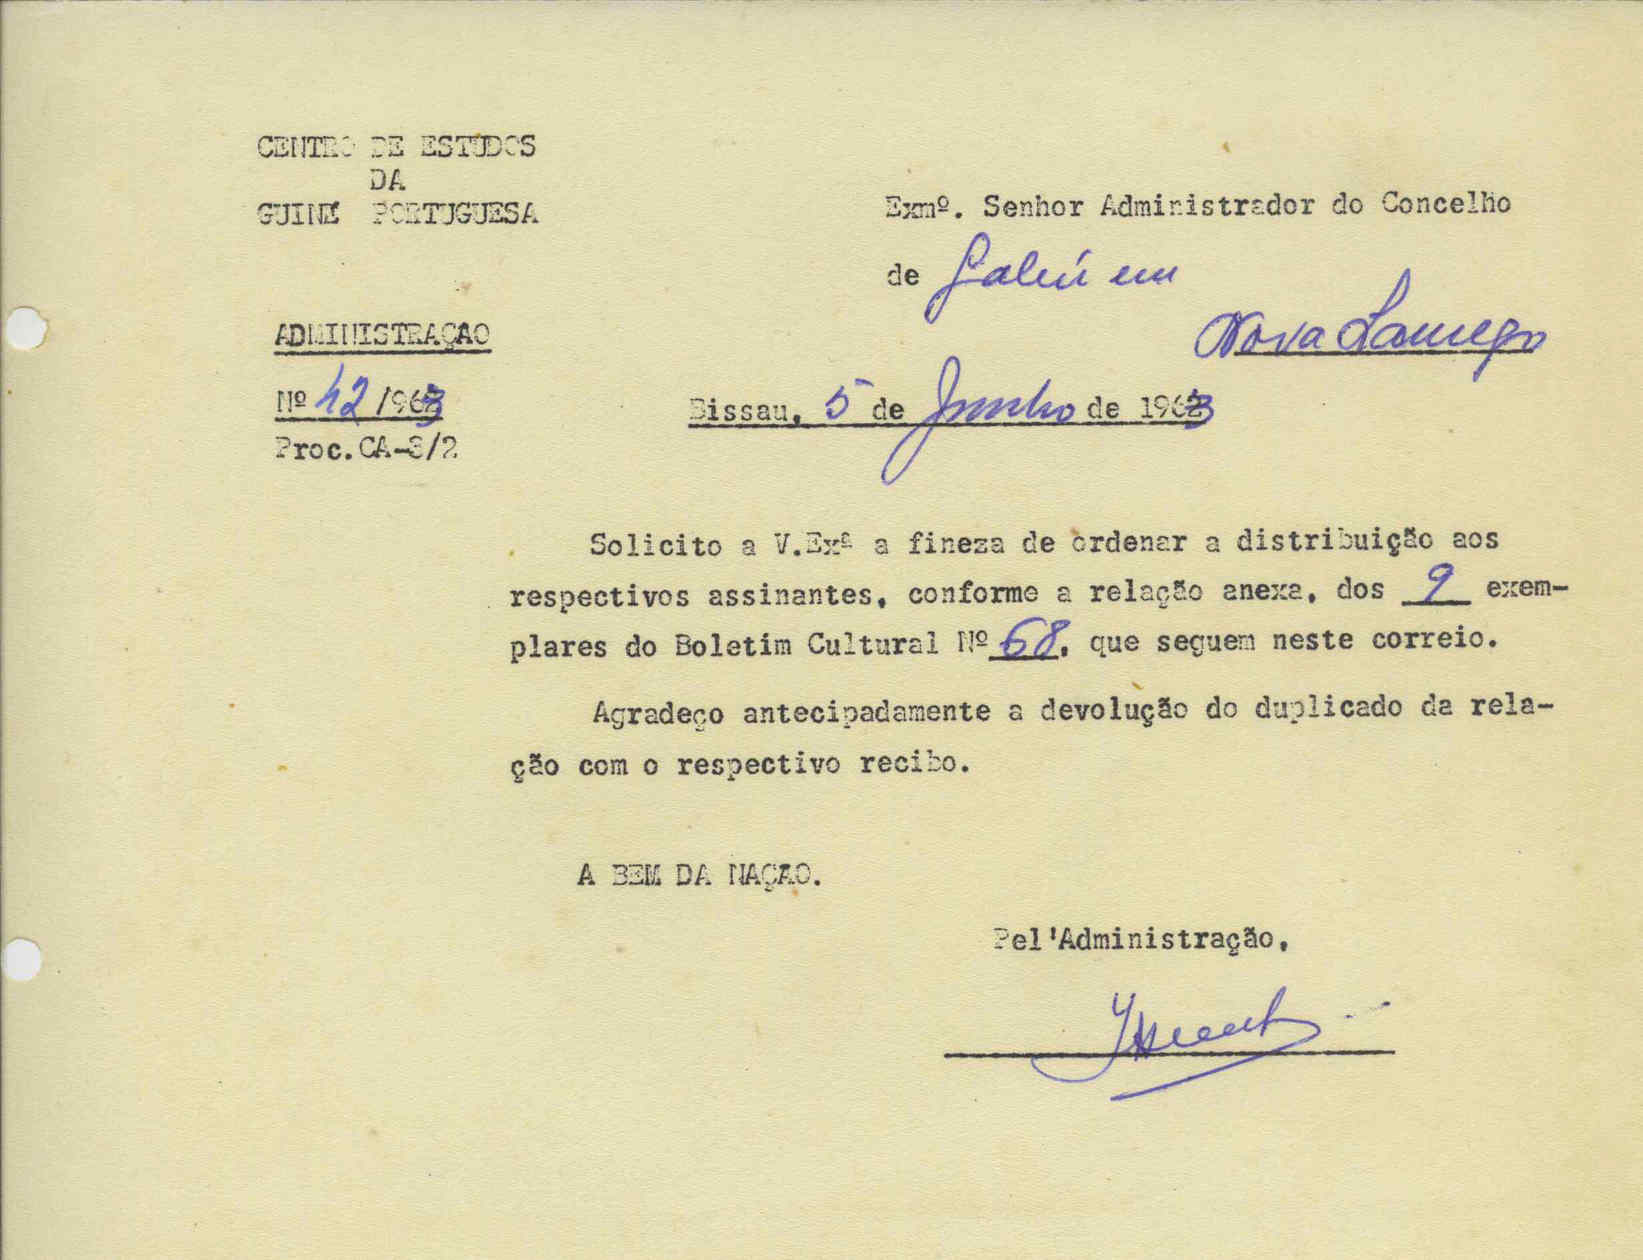 CENTRO DE ESTUDOS
DA
GUINÉ PORTUGUESA
Exmº. Senhor Administrador do Concelho
de Gabú em
Nova Lamego
ADMINISTRAÇAO
Nº 42 /1963
Proc.CA-3/2
Bissau, 5 de Junho de 1963
Solicito a V.Exª a fineza de ordenar a distribuição aos
respectivos assinantes, conforme a relação anexa, dos 9 exem-
plares do Boletim Cultural Nº 68, que seguem neste correio.
Agradeço antecipadamente a devolução do duplicado da rela-
ção com o respectivo recibo.
A BEM DA NAÇAO.
Pel'Administração,